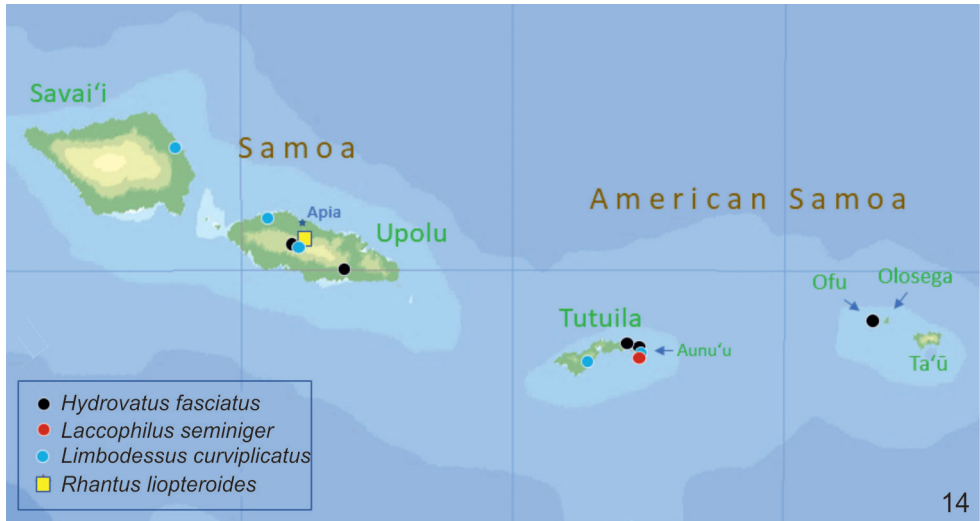 Savai‘i
Samoa
Apia
Upolu
American Samoa
Ofu
Olosega
Tutuila
Aunu‘u
Ta‘ū
Hydrovatus fasciatus
Laccophilus seminiger
Limbodessus curviplicatus
Rhantus liopteroides
14